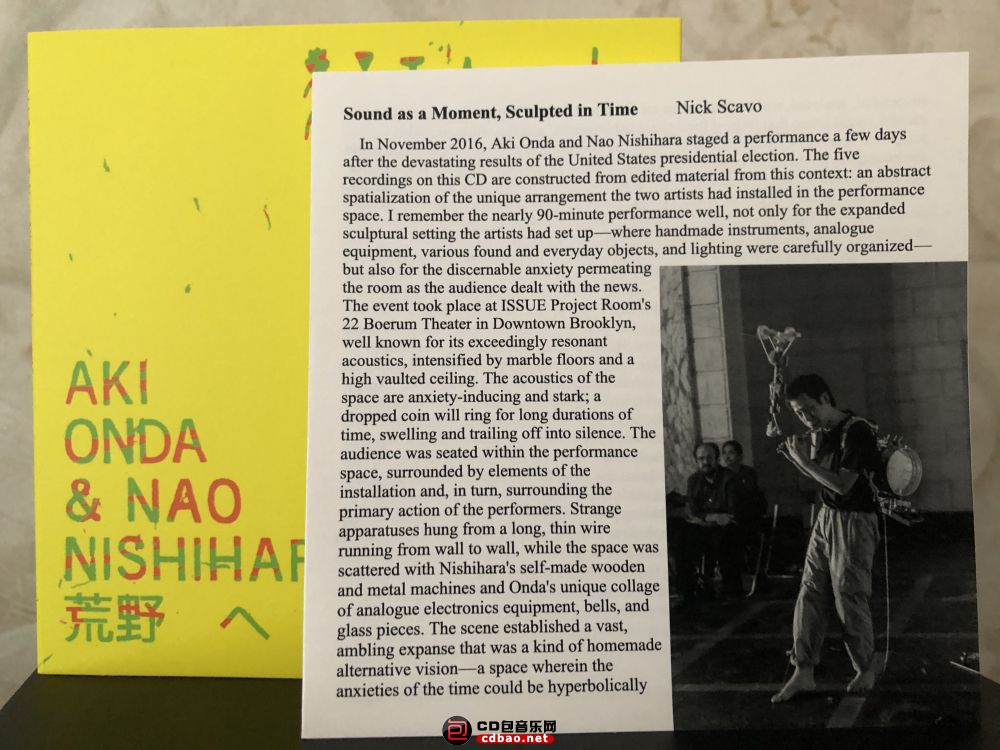 AKI
ONDA
& NAO
NISHIHAR
荒野 へ
Sound as a Moment, Sculpted in Time Nick Scavo
In November 2016, Aki Onda and Nao Nishihara staged a performance a few days
after the devastating results of the United States presidential election. The five
recordings on this CD are constructed from edited material from this context: an abstract
spatialization of the unique arrangement the two artists had installed in the performance
space. I remember the nearly 90-minute performance well, not only for the expanded
sculptural setting the artists had set up—where handmade instruments, analogue
equipment, various found and everyday objects, and lighting were carefully organized—
but also for the discernable anxiety permeating
the room as the audience dealt with the news.
The event took place at ISSUE Project Room's
22 Boerum Theater in Downtown Brooklyn,
well known for its exceedingly resonant
acoustics, intensified by marble floors and a
high vaulted ceiling. The acoustics of the
space are anxiety-inducing and stark; a
dropped coin will ring for long durations of
time, swelling and trailing off into silence. The
audience was seated within the performance
space, surrounded by elements of the
installation and, in turn, surrounding the
primary action of the performers. Strange
apparatuses hung from a long, thin wire
running from wall to wall, while the space was
scattered with Nishihara's self-made wooden
and metal machines and Onda's unique collage
of analogue electronics equipment, bells, and
glass pieces. The scene established a vast,
ambling expanse that was a kind of homemade
alternative vision—a space wherein the
anxieties of the time could be hyperbolically
CD包音乐网
cdbao.net